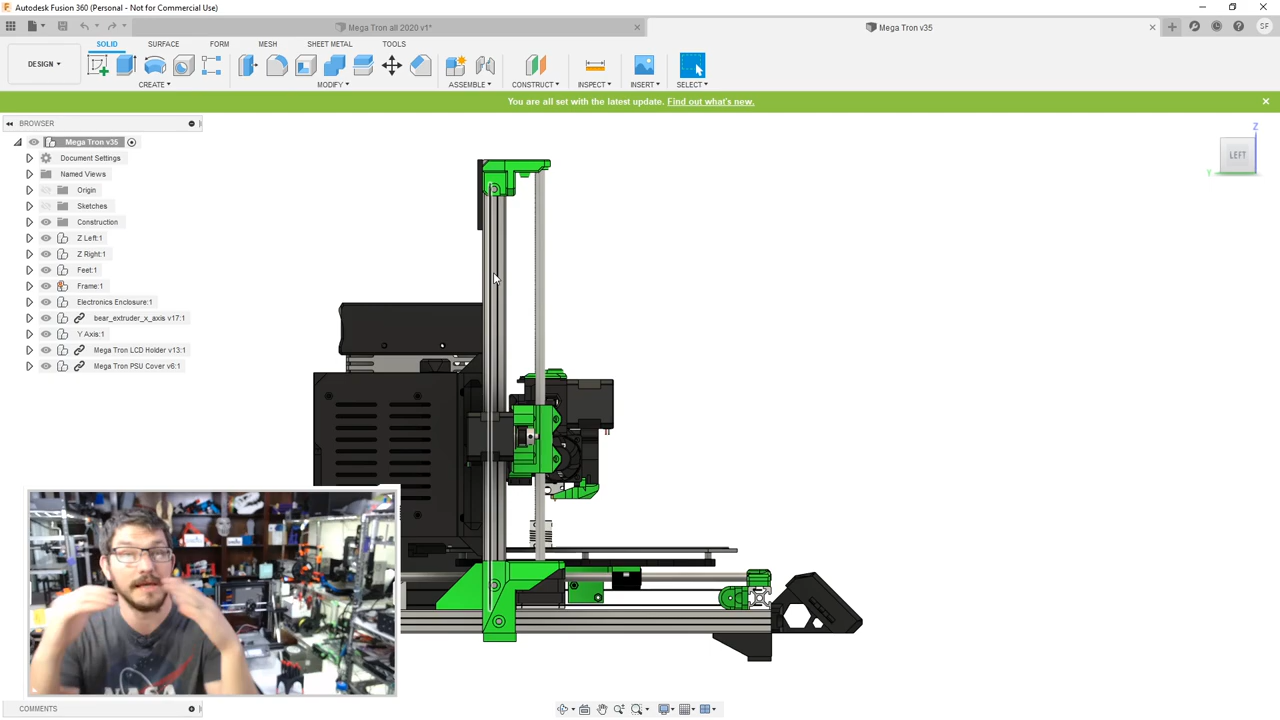 Autodesk Fusion 360 (Personal - Not for Commercial Use)
Mega Tron all 2020 v1*
Mega Tron v35
SF
SOLID SURFACE FORM MESH SHEET METAL TOOLS
DESIGN
CREATE MODIFY ASSEMBLE CONSTRUCT INSPECT INSERT SELECT
You are all set with the latest update. Find out what's new.
BROWSER
Mega Tron v35
Document Settings
Named Views
Origin
Sketches
Construction
Z Left:1
Z Right:1
Feet:1
Frame:1
Electronics Enclosure:1
bear_extruder_x_axis v17:1
Y Axis:1
Mega Tron LCD Holder v13:1
Mega Tron PSU Cover v6:1
Z
LEFT
Y
NASA
COMMENTS